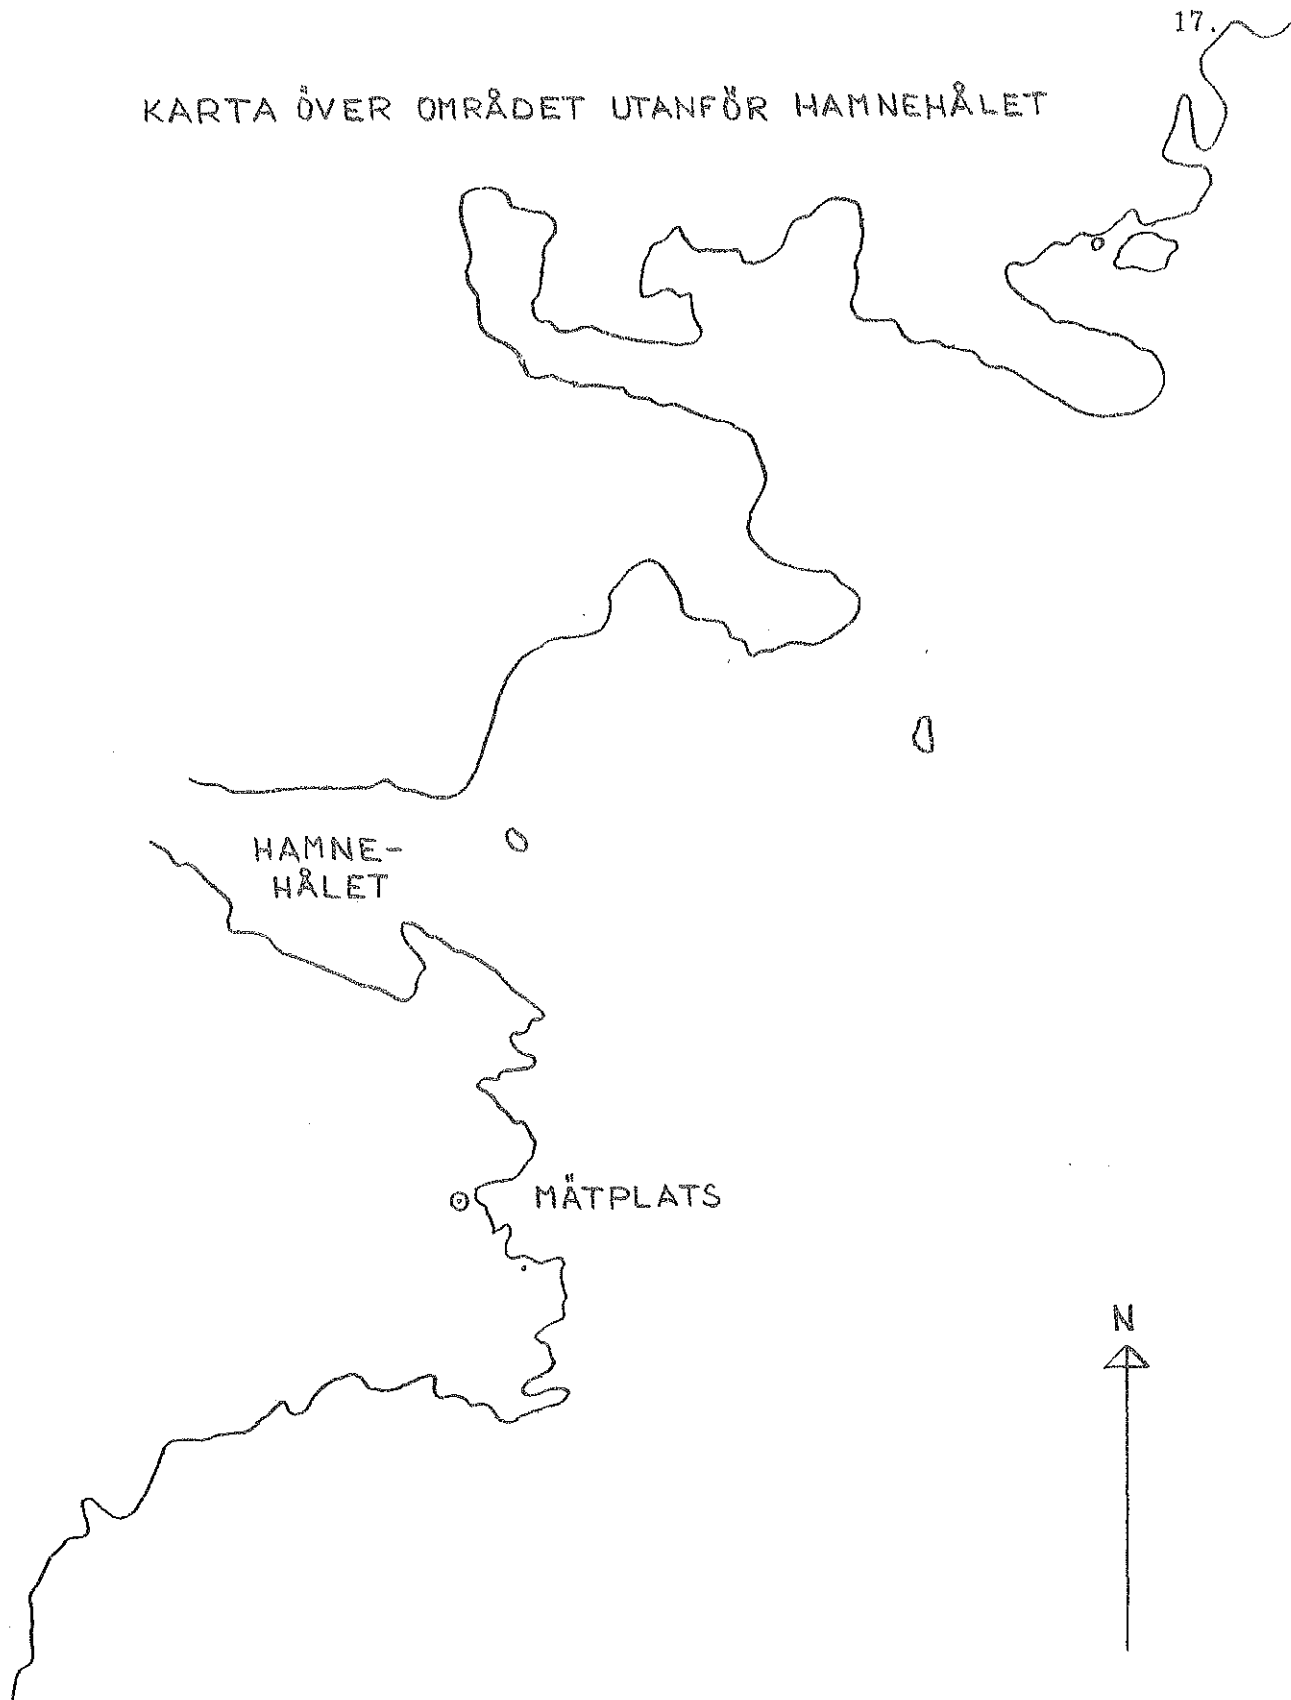 17.
KARTA ÖVER OMRÅDET UTANFÖR HAMNEHÅLET
HAMNE-
HÅLET
MÄTPLATS
N